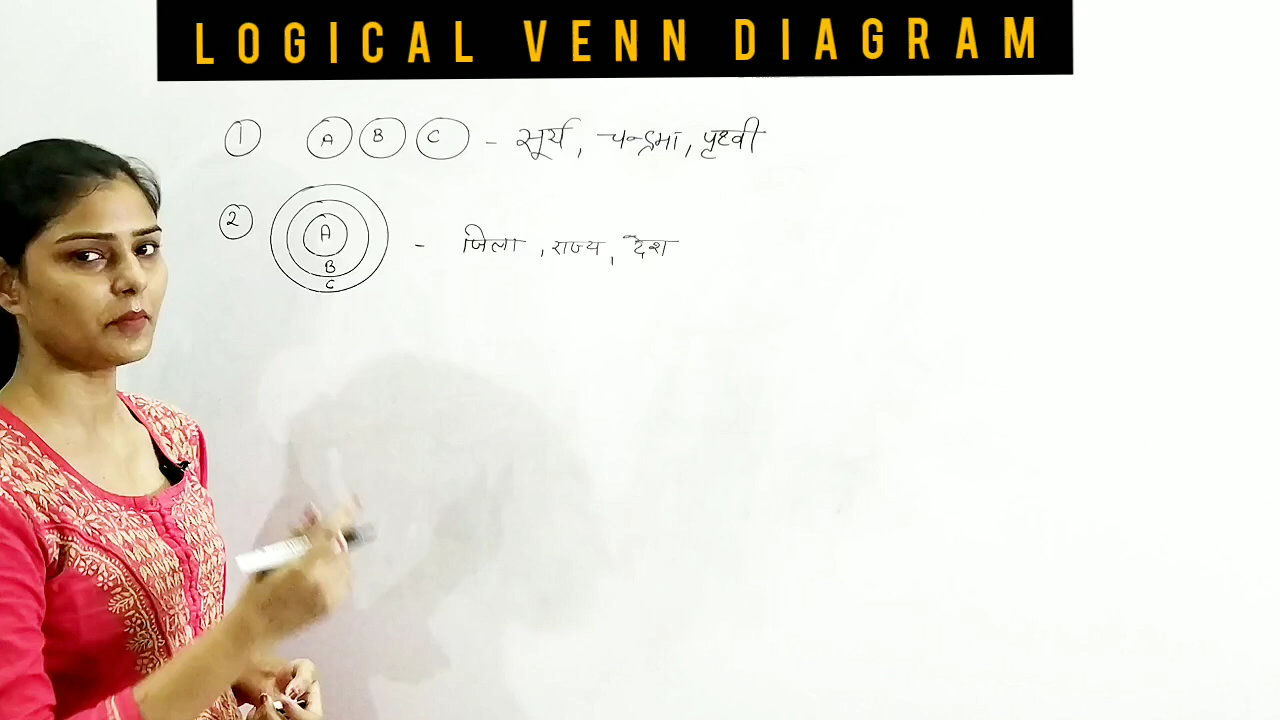 LOGICAL VENN DIAGRAM
1 A B C - सूर्य, चन्द्रमा, पृथ्वी
2 A B C - जिला, राज्य, देश